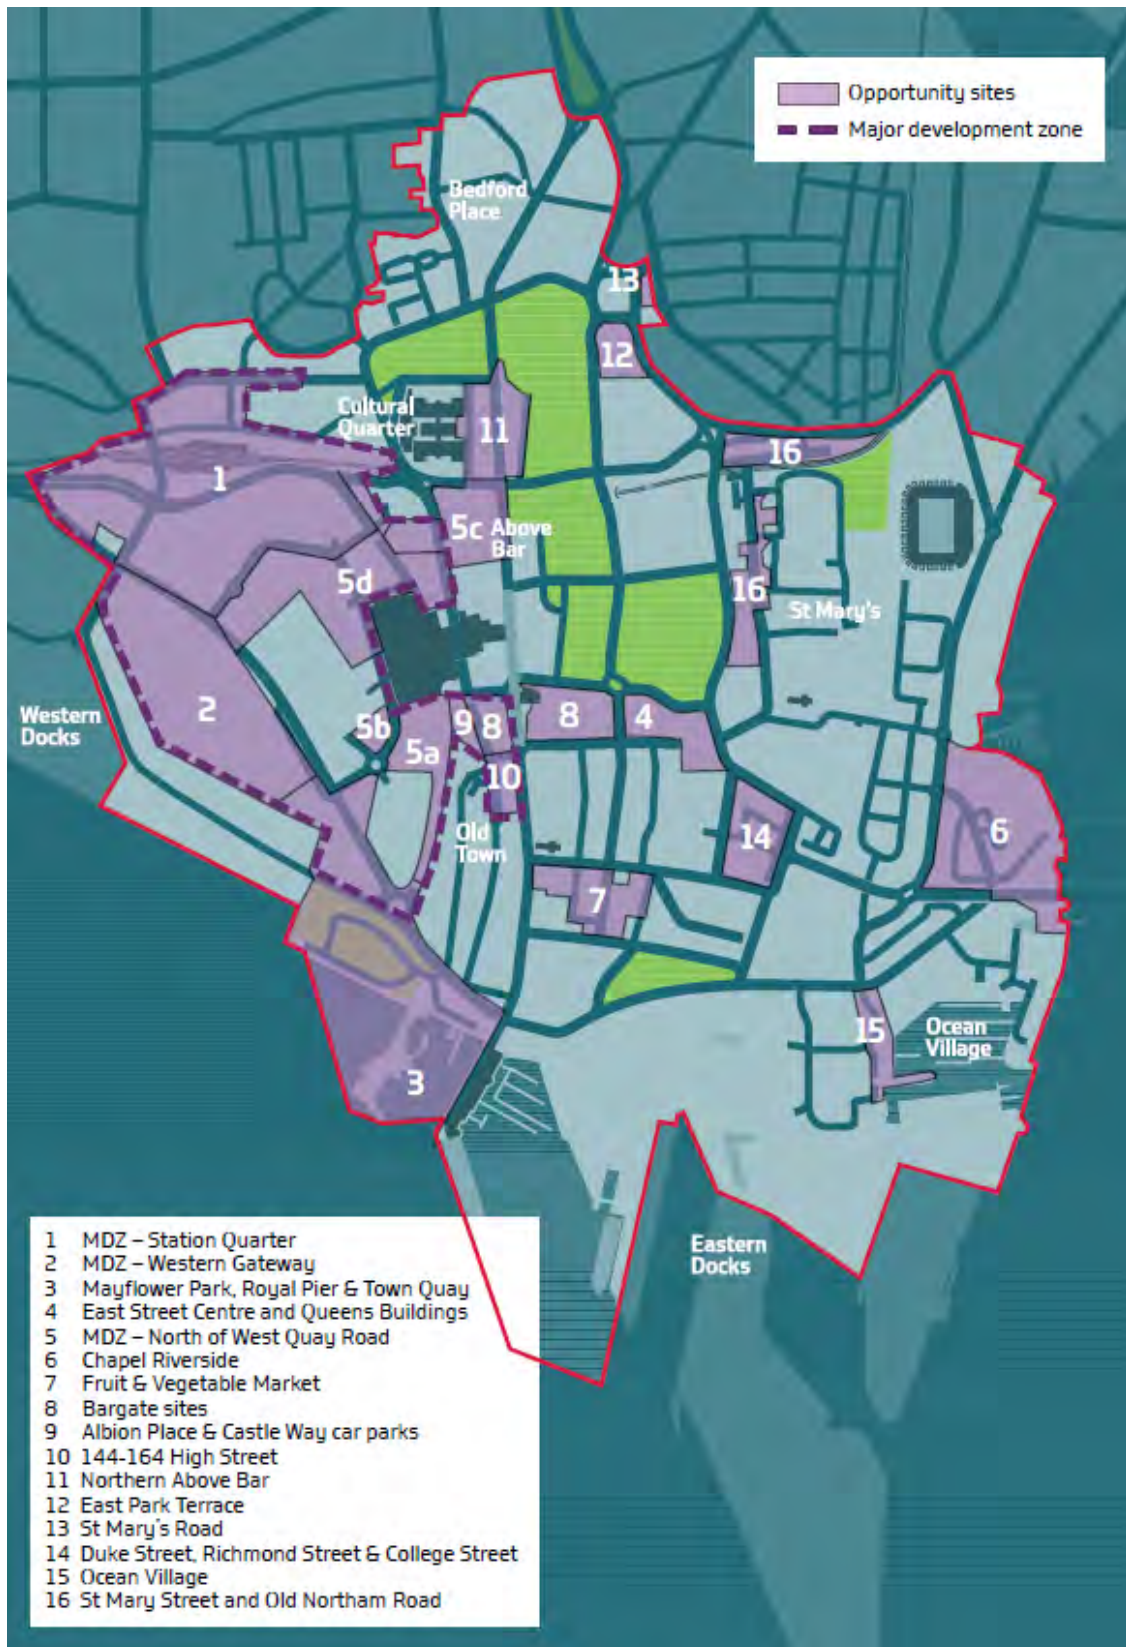 Opportunity sites
Major development zone
Bedford
Place
13
12
Cultural
Quarter
11
16
1
5c
Above
Bar
5d
16
St Mary's
2
Western
Docks
5b
5a
9
8
8
4
10
Old
Town
14
6
7
15
Ocean
Village
3
Eastern
Docks
1 MDZ – Station Quarter
2 MDZ – Western Gateway
3 Mayflower Park, Royal Pier & Town Quay
4 East Street Centre and Queens Buildings
5 MDZ – North of West Quay Road
6 Chapel Riverside
7 Fruit & Vegetable Market
8 Bargate sites
9 Albion Place & Castle Way car parks
10 144-164 High Street
11 Northern Above Bar
12 East Park Terrace
13 St Mary's Road
14 Duke Street, Richmond Street & College Street
15 Ocean Village
16 St Mary Street and Old Northam Road